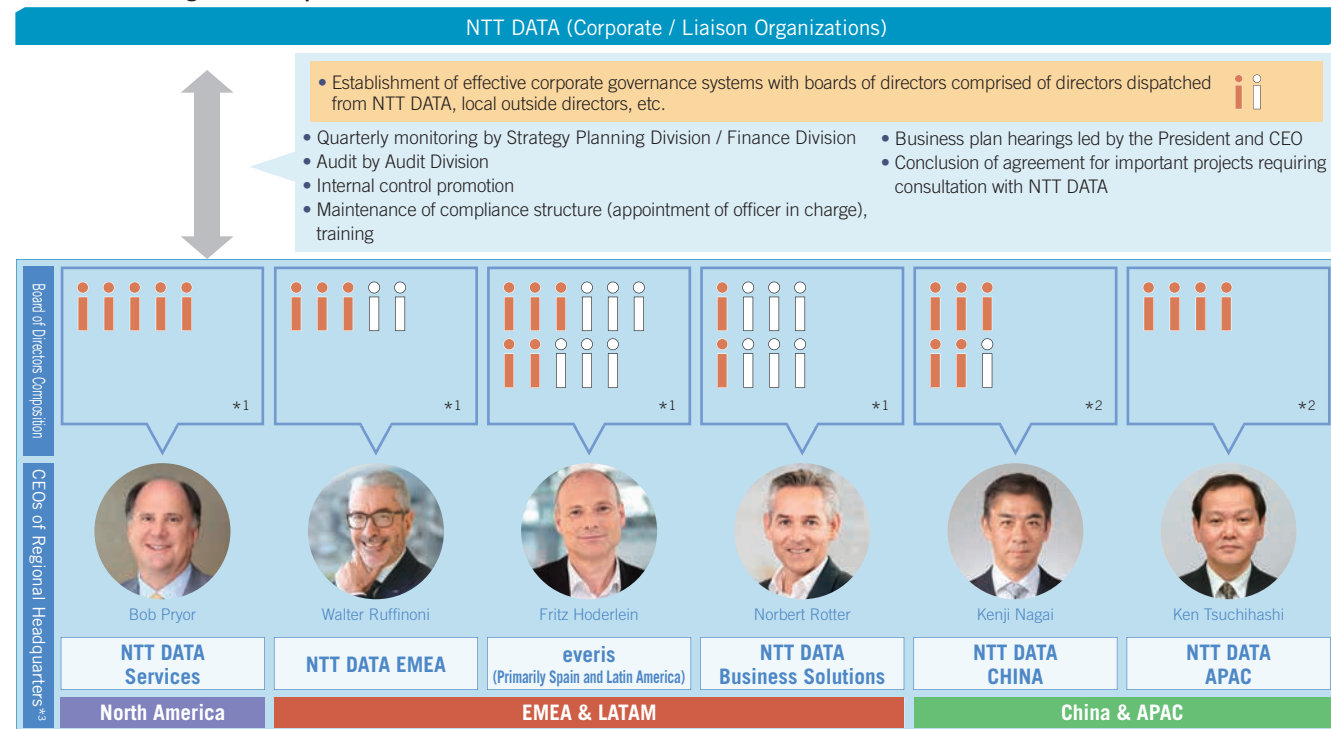 NTT DATA (Corporate / Liaison Organizations)
• Establishment of effective corporate governance systems with boards of directors comprised of directors dispatched
from NTT DATA, local outside directors, etc.
• Quarterly monitoring by Strategy Planning Division / Finance Division
• Audit by Audit Division
• Internal control promotion
• Maintenance of compliance structure (appointment of officer in charge),
training
• Business plan hearings led by the President and CEO
• Conclusion of agreement for important projects requiring
consultation with NTT DATA
Board of Directors Composition
*1
*1
*1
*1
*2
*2
CEOs of Regional Headquarters*3
Bob Pryor
Walter Ruffinoni
Fritz Hoderlein
Norbert Rotter
Kenji Nagai
Ken Tsuchihashi
NTT DATA
Services
NTT DATA EMEA
everis
(Primarily Spain and Latin America)
NTT DATA
Business Solutions
NTT DATA
CHINA
NTT DATA
APAC
North America
EMEA & LATAM
China & APAC